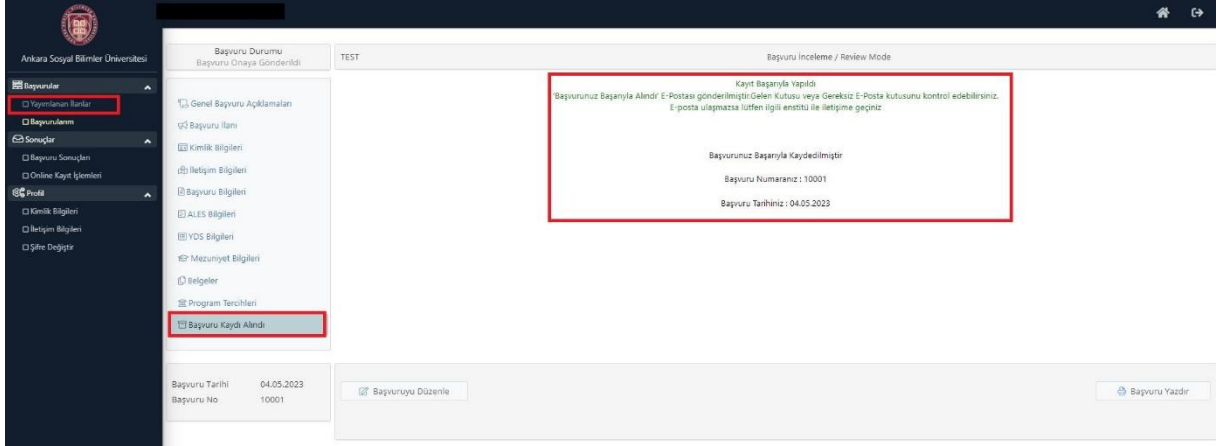 Ankara Sosyal Bilimler Üniversitesi
Başvurular
Yayımlanan İlanlar
Başvurularım
Sonuçlar
Başvuru Sonuçları
Online Kayıt İşlemleri
Profil
Kimlik Bilgileri
İletişim Bilgileri
Şifre Değiştir
Başvuru Durumu
Başvuru Onaya Gönderildi
Genel Başvuru Açıklamaları
Başvuru İlanı
Kimlik Bilgileri
İletişim Bilgileri
Başvuru Bilgileri
ALES Bilgileri
YDS Bilgileri
Mezuniyet Bilgileri
Belgeler
Program Tercihleri
Başvuru Kaydı Alındı
Başvuru Tarihi 04.05.2023
Başvuru No 10001
TEST
Başvuru İnceleme / Review Mode
Kayıt Başarıyla Yapıldı
'Başvurunuz Başarıyla Alındı' E-Postası gönderilmiştir.Gelen Kutusu veya Gereksiz E-Posta kutusunu kontrol edebilirsiniz.
E-posta ulaşmazsa lütfen ilgili enstitü ile iletişime geçiniz
Başvurunuz Başarıyla Kaydedilmiştir
Başvuru Numaranız : 10001
Başvuru Tarihiniz : 04.05.2023
Başvuruyu Düzenle
Başvuru Yazdır